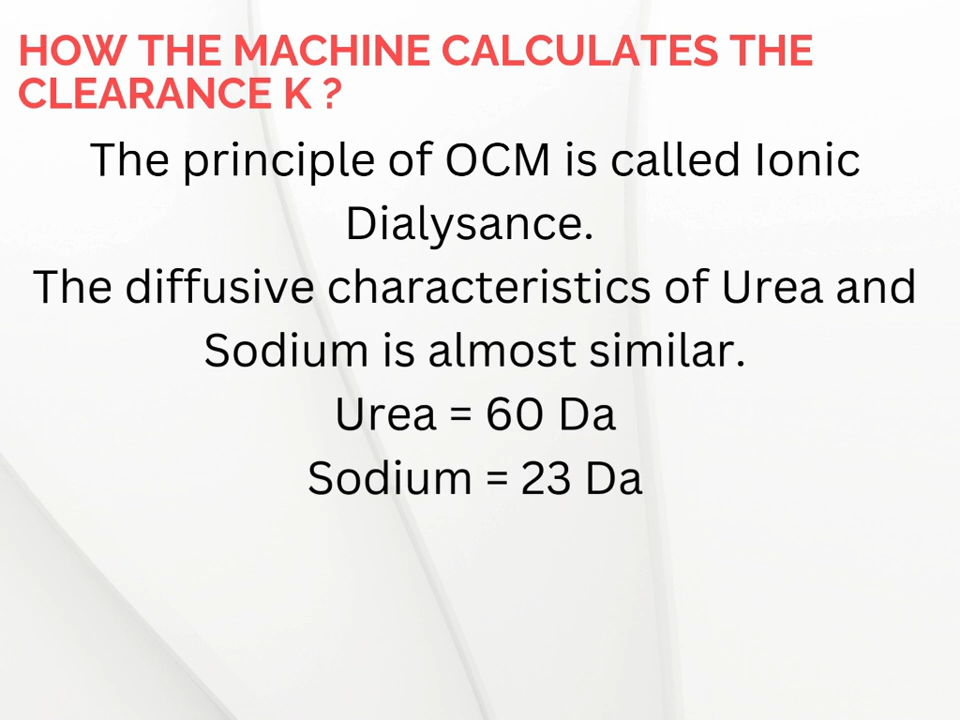 HOW THE MACHINE CALCULATES THE
CLEARANCE K ?
The principle of OCM is called Ionic
Dialysance.
The diffusive characteristics of Urea and
Sodium is almost similar.
Urea = 60 Da
Sodium = 23 Da